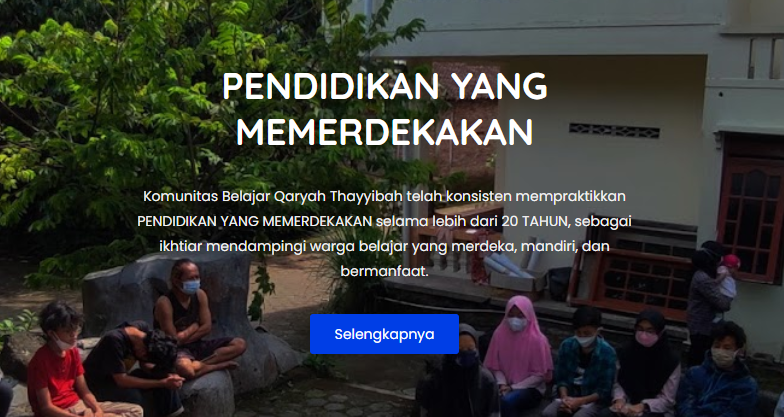 PENDIDIKAN YANG
MEMERDEKAKAN
Komunitas Belajar Qaryah Thayyibah telah konsisten mempraktikkan
PENDIDIKAN YANG MEMERDEKAKAN selama lebih dari 20 TAHUN, sebagai
ikhtiar mendampingi warga belajar yang merdeka, mandiri, dan
bermanfaat.
Selengkapnya